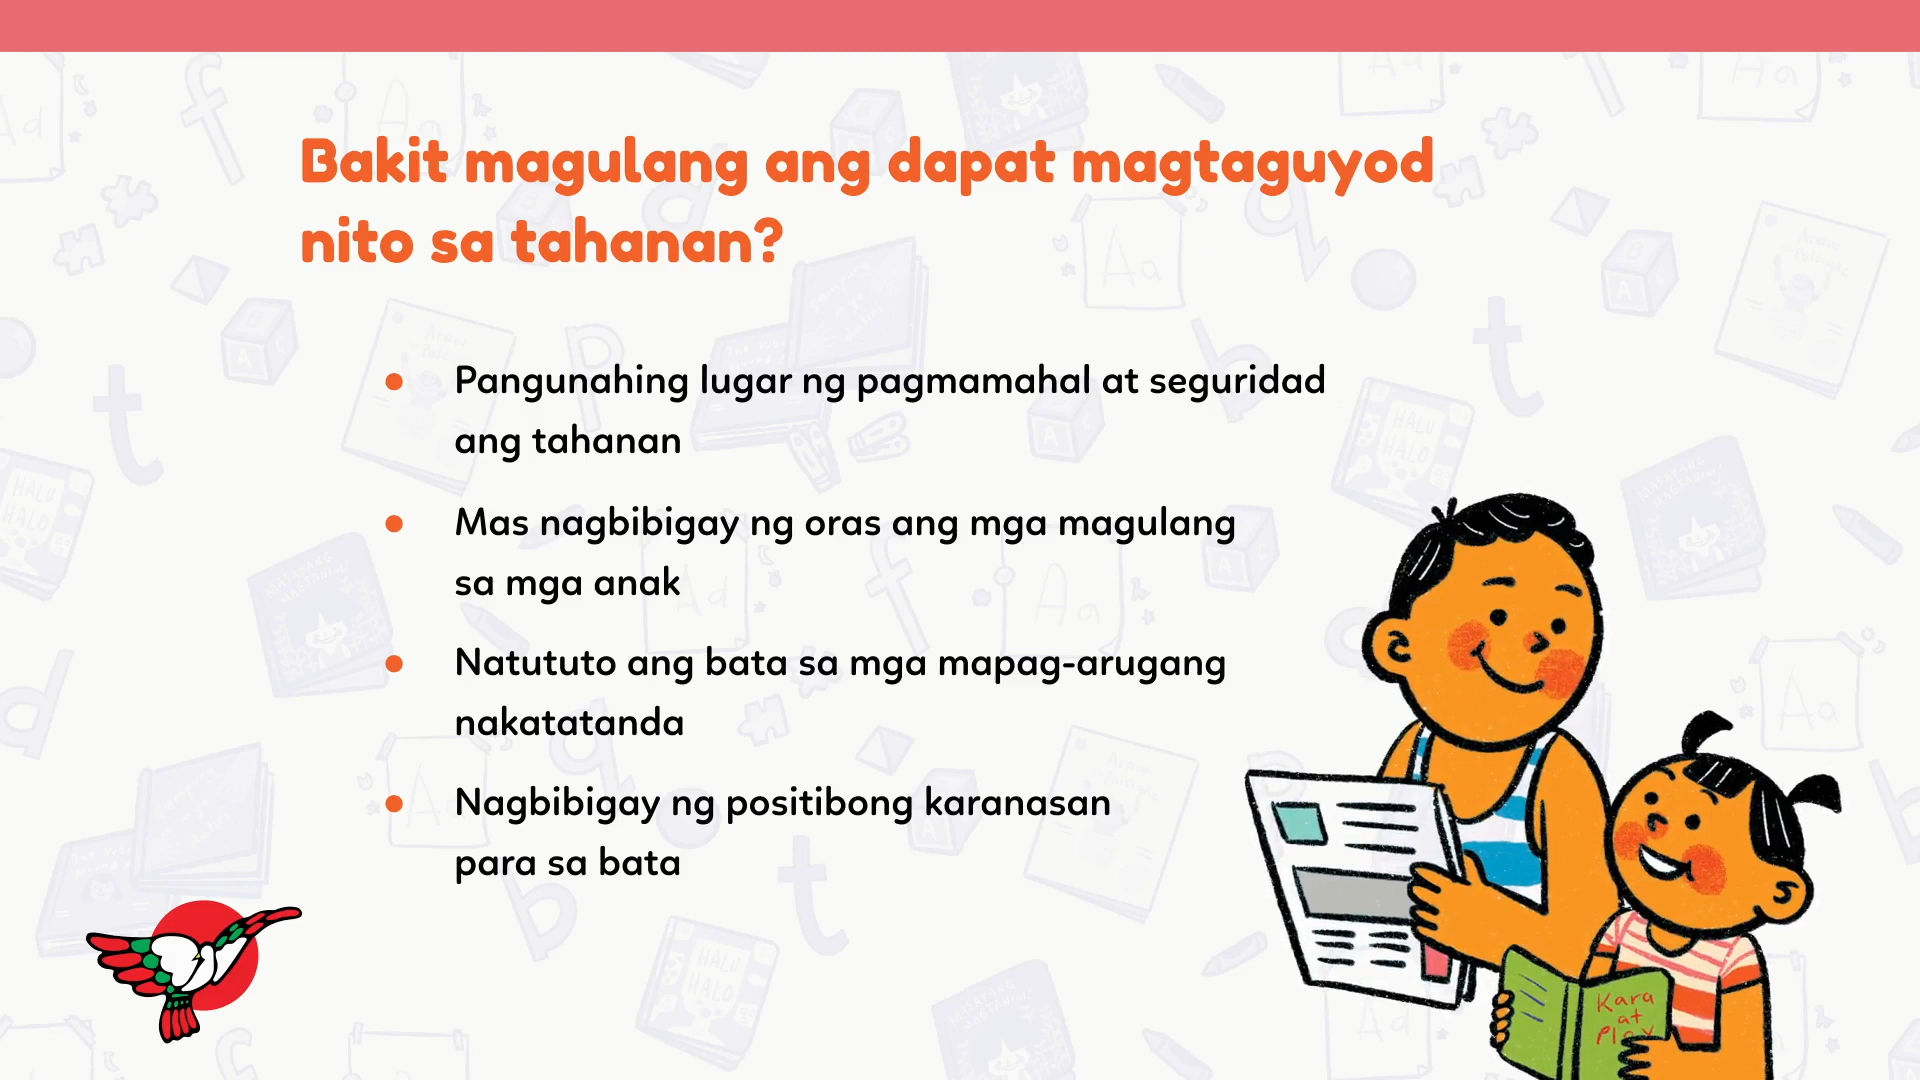 Bakit magulang ang dapat magtaguyod
nito sa tahanan?
Pangunahing lugar ng pagmamahal at seguridad
ang tahanan
Mas nagbibigay ng oras ang mga magulang
sa mga anak
Natututo ang bata sa mga mapag-arugang
nakatatanda
Nagbibigay ng positibong karanasan
para sa bata
Kara
at
Play